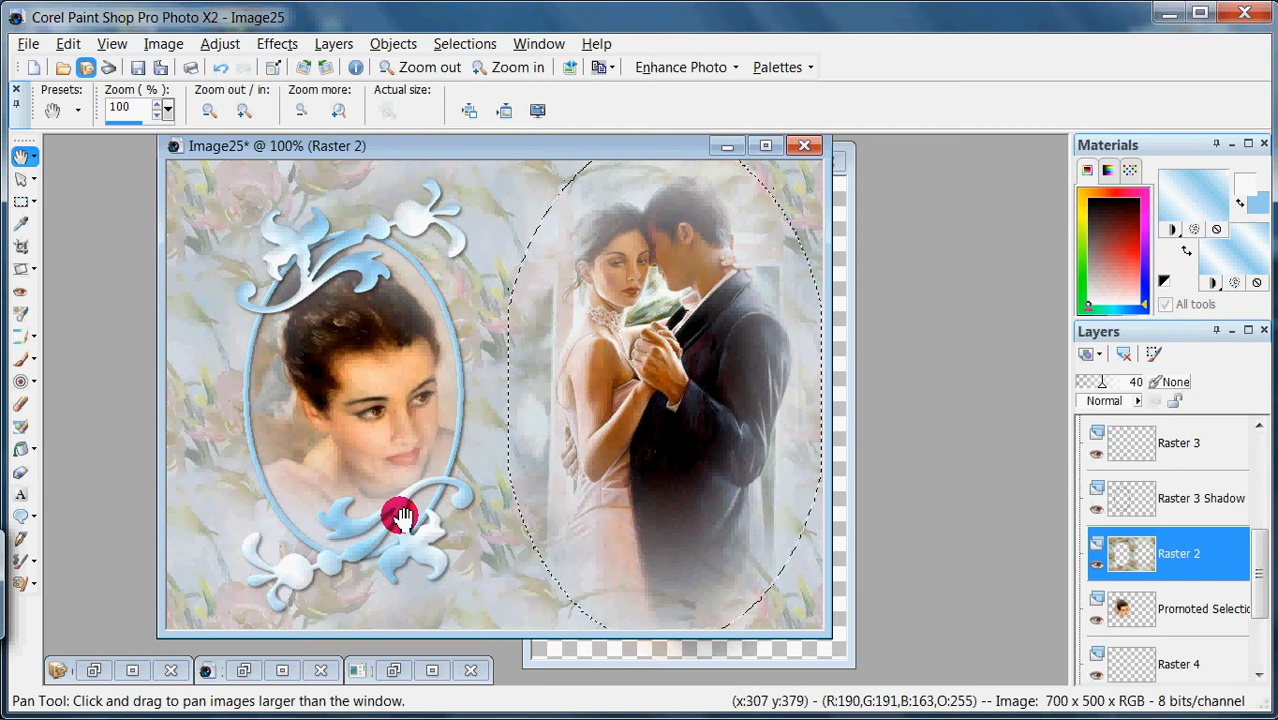 Corel Paint Shop Pro Photo X2 - Image25
File Edit View Image Adjust Effects Layers Objects Selections Window Help
Zoom out Zoom in Enhance Photo Palettes
Presets: Zoom ( % ): Zoom out / in: Zoom more: Actual size:
100
Image25* @ 100% (Raster 2)
Materials
All tools
Layers
40 None
Normal
Raster 3
Raster 3 Shadow
Raster 2
Promoted Selectio
Raster 4
Pan Tool: Click and drag to pan images larger than the window.
(x:307 y:379) - (R:190,G:191,B:163,O:255) -- Image: 700 x 500 x RGB - 8 bits/channel